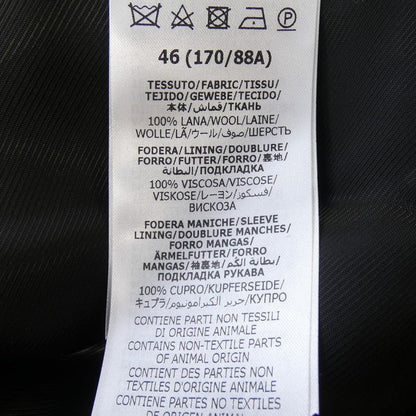 46 (170/88A)
TESSUTO/FABRIC/TISSU/
TEJIDO/GEWEBE/TECIDO/
本体/قماش/ТКАНЬ
100% LANA/WOOL/LAINE/
WOLLE/LÃ/ウール/صوف/ШЕРСТЬ
FODERA/LINING/DOUBLURE/
FORRO/FUTTER/FORRO/裏地/
البطانة/ПОДКЛАДКА
100% VISCOSA/VISCOSE/
VISKOSE/レーヨン/فسكوز/
ВИСКОЗА
FODERA MANICHE/SLEEVE
LINING/DOUBLURE MANCHES/
FORRO MANGAS/
ÄRMELFUTTER/FORRO
MANGAS/袖裏地/بطانة الكم/
ПОДКЛАДКА РУКАВА
100% CUPRO/KUPFERSEIDE/
キュプラ/حرير الكبرامونيوم/КУПРО
CONTIENE PARTI NON TESSILI
DI ORIGINE ANIMALE
CONTAINS NON-TEXTILE PARTS
OF ANIMAL ORIGIN
CONTIENT DES PARTIES NON
TEXTILES D'ORIGINE ANIMALE
CONTIENE PARTES NO